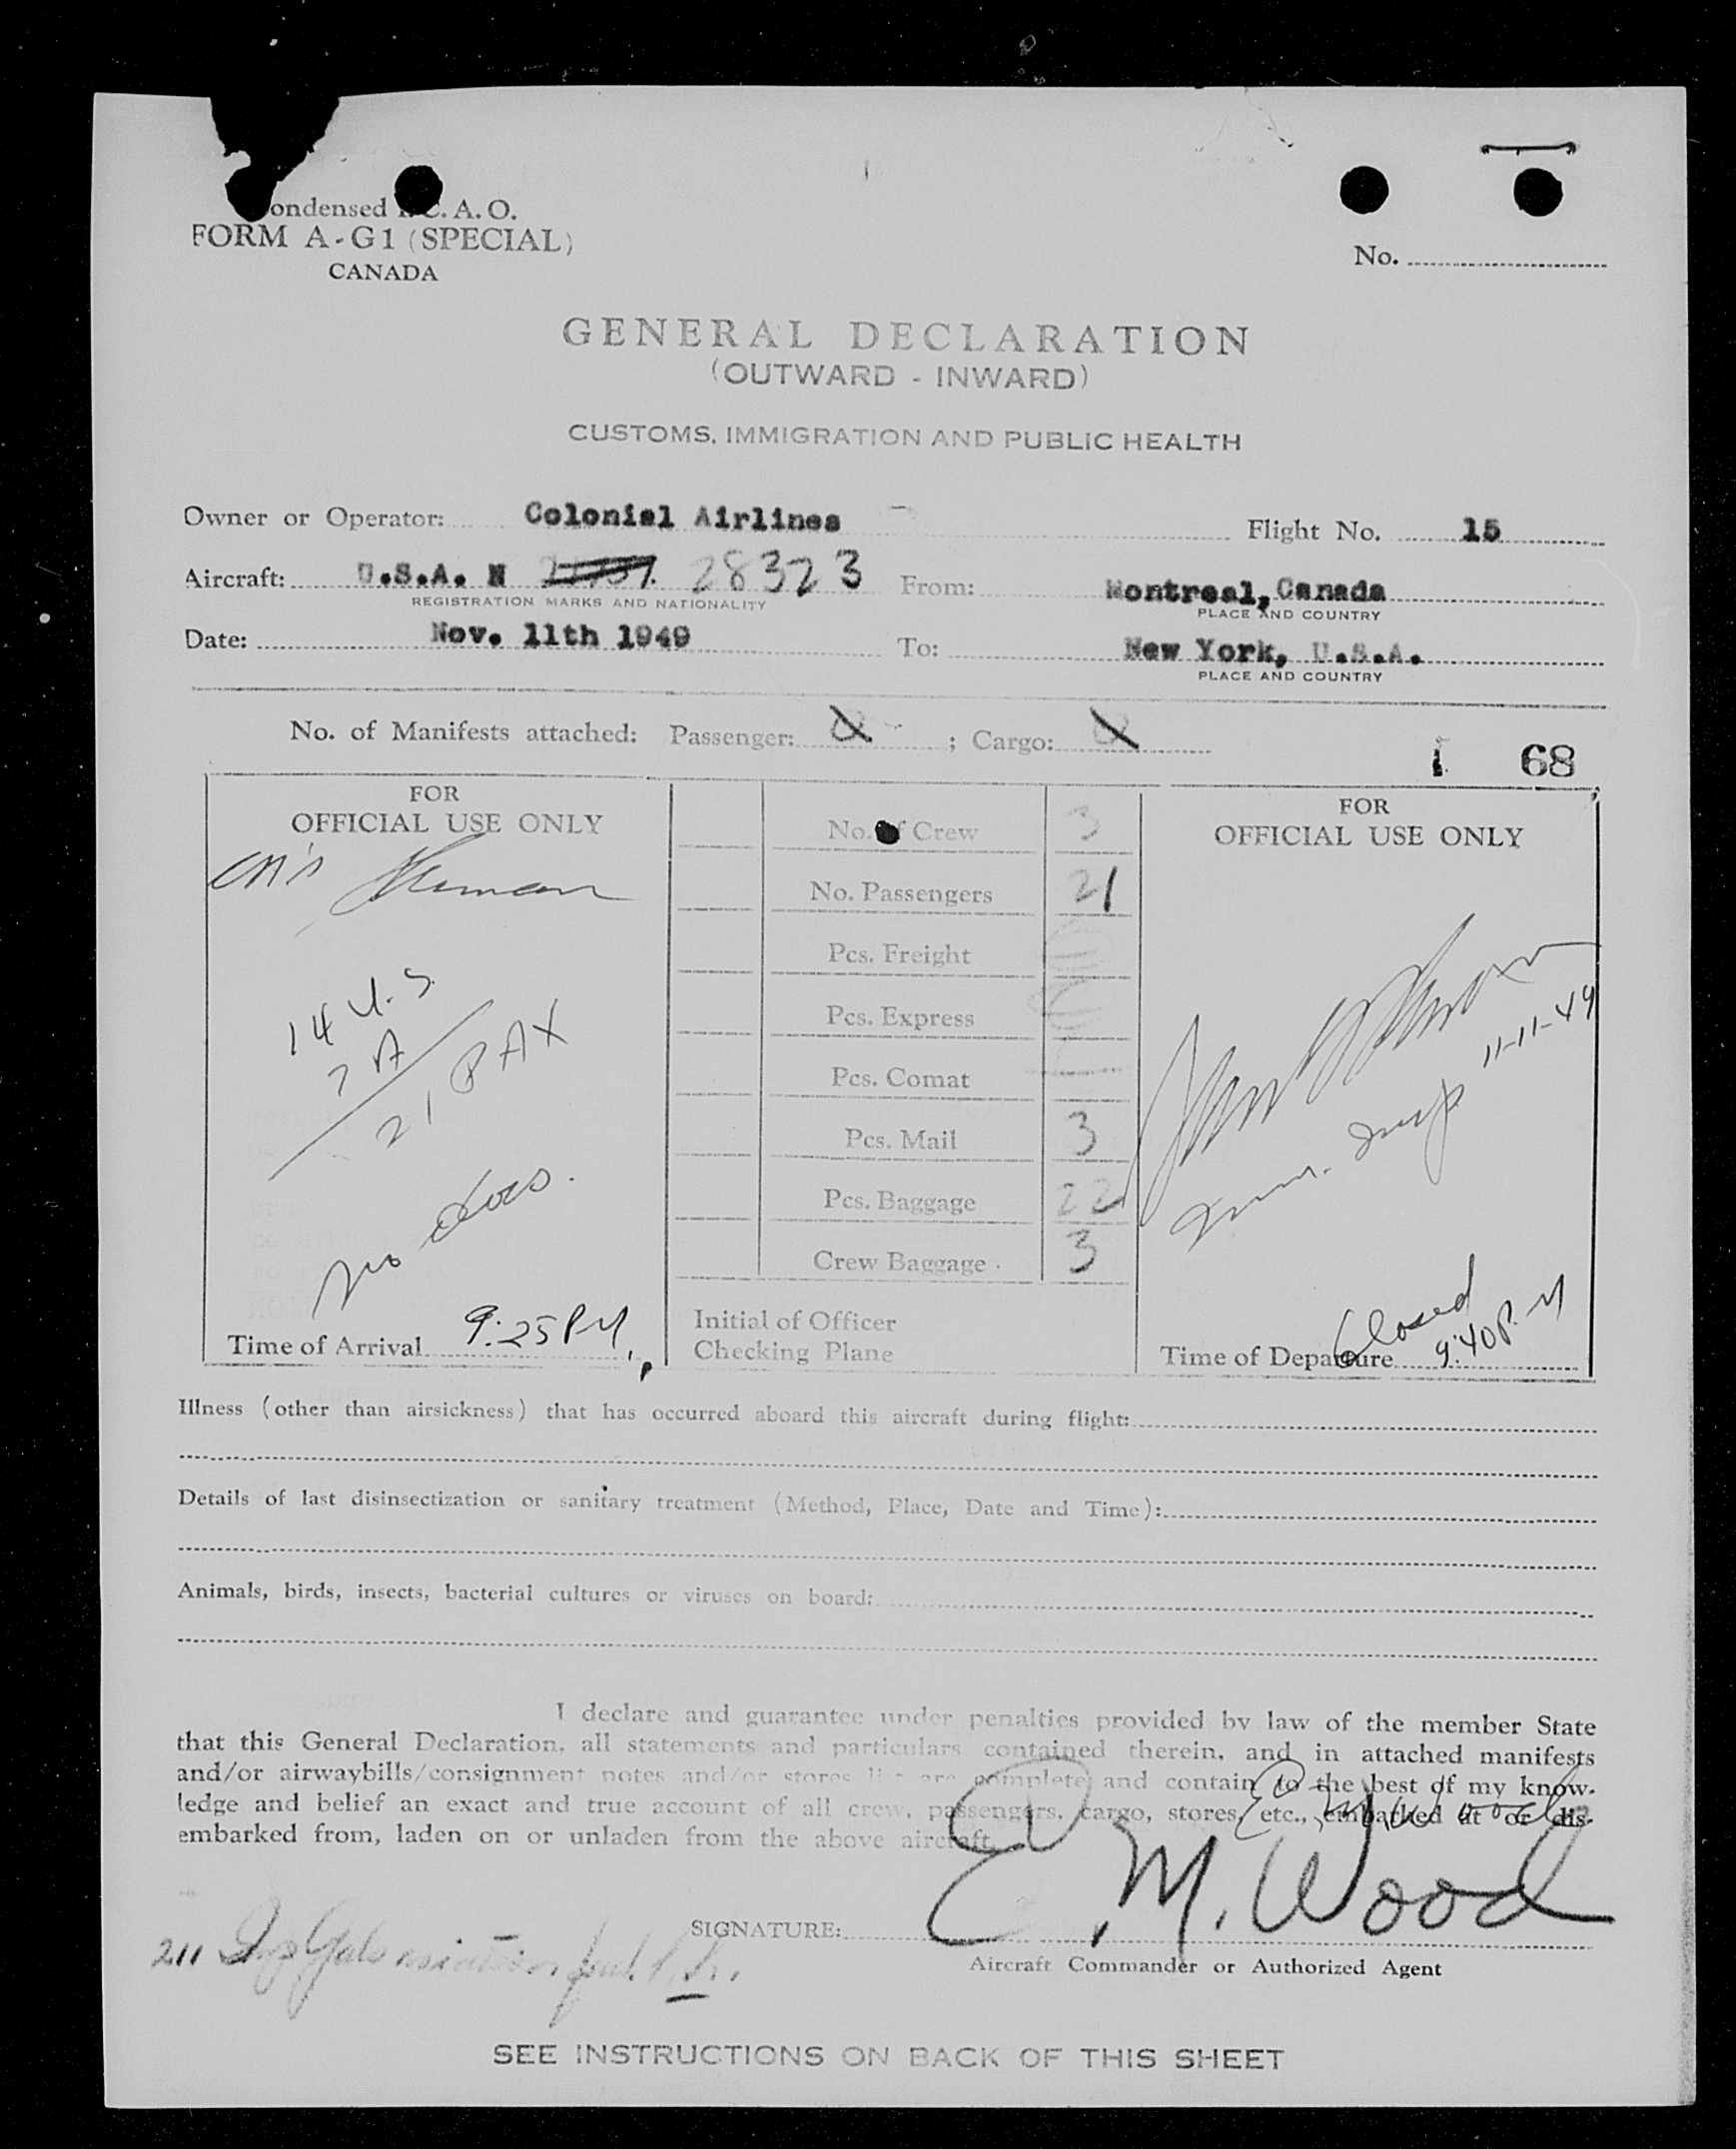 ondensed I.C.A.O.
FORM A-G1 (SPECIAL)
CANADA
No.
GENERAL DECLARATION
(OUTWARD - INWARD)
CUSTOMS, IMMIGRATION AND PUBLIC HEALTH
Owner or Operator: Colonial Airlines Flight No. 15
Aircraft: U.S.A. N 28323 From: Montreal, Canada
REGISTRATION MARKS AND NATIONALITY PLACE AND COUNTRY
Date: Nov. 11th 1949 To: New York, U.S.A.
PLACE AND COUNTRY
No. of Manifests attached: Passenger: ; Cargo:
1 68
FOR
OFFICIAL USE ONLY
14 U.S.
7 A
21 PAX
no
Time of Arrival 9:25 PM
No. of Crew 3
No. Passengers 21
Pcs. Freight
Pcs. Express
Pcs. Comat
Pcs. Mail 3
Pcs. Baggage 22
Crew Baggage 3
Initial of Officer
Checking Plane
FOR
OFFICIAL USE ONLY
11-11-49
Imm. Insp
Closed
Time of Departure 9:40 P.M
Illness (other than airsickness) that has occurred aboard this aircraft during flight:
Details of last disinsectization or sanitary treatment (Method, Place, Date and Time):
Animals, birds, insects, bacterial cultures or viruses on board:
I declare and guarantee under penalties provided by law of the member State
that this General Declaration, all statements and particulars contained therein, and in attached manifests
and/or airwaybills/consignment notes and/or stores list are complete and contain to the best of my know-
ledge and belief an exact and true account of all crew, passengers, cargo, stores, etc., embarked at or dis-
embarked from, laden on or unladen from the above aircraft.
SIGNATURE: E. M. Wood
Aircraft Commander or Authorized Agent
211
SEE INSTRUCTIONS ON BACK OF THIS SHEET